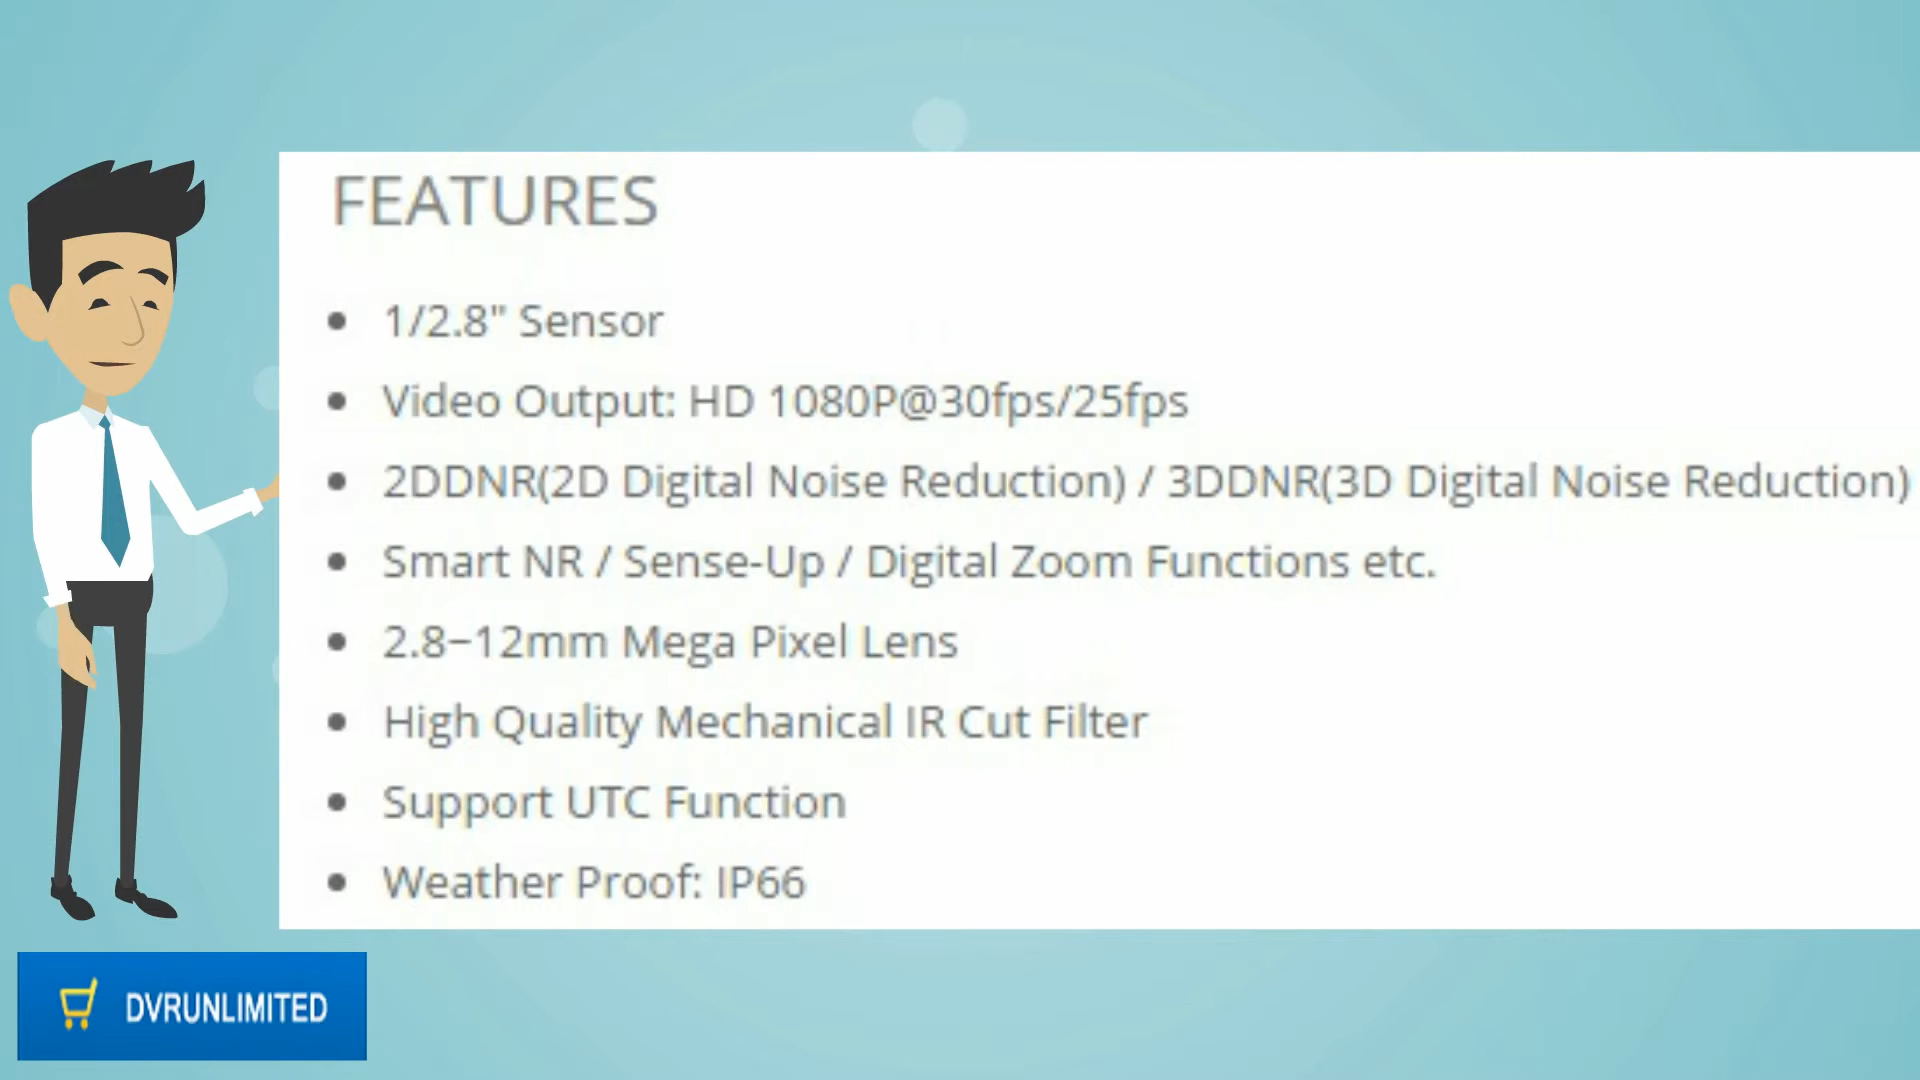 FEATURES
1/2.8" Sensor
Video Output: HD 1080P@30fps/25fps
2DDNR(2D Digital Noise Reduction) / 3DDNR(3D Digital Noise Reduction)
Smart NR / Sense-Up / Digital Zoom Functions etc.
2.8–12mm Mega Pixel Lens
High Quality Mechanical IR Cut Filter
Support UTC Function
Weather Proof: IP66
DVRUNLIMITED